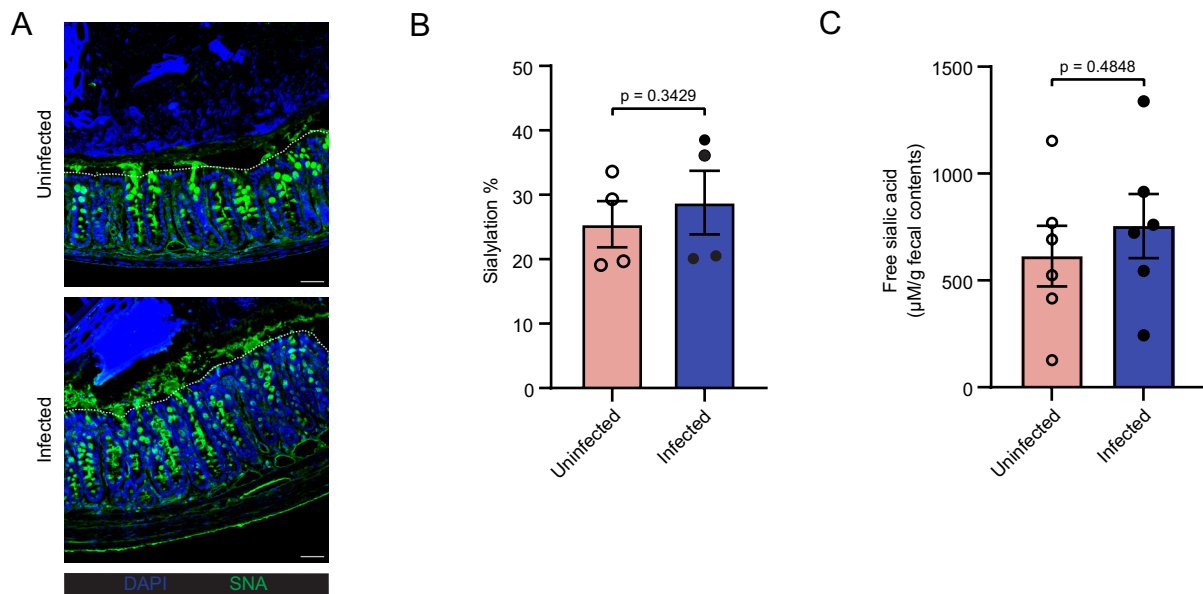 A
Uninfected
Infected
DAPI SNA
B
Sialylation %
50
40
30
20
10
0
p = 0.3429
Uninfected
Infected
C
Free sialic acid
(µM/g fecal contents)
1500
1000
500
0
p = 0.4848
Uninfected
Infected